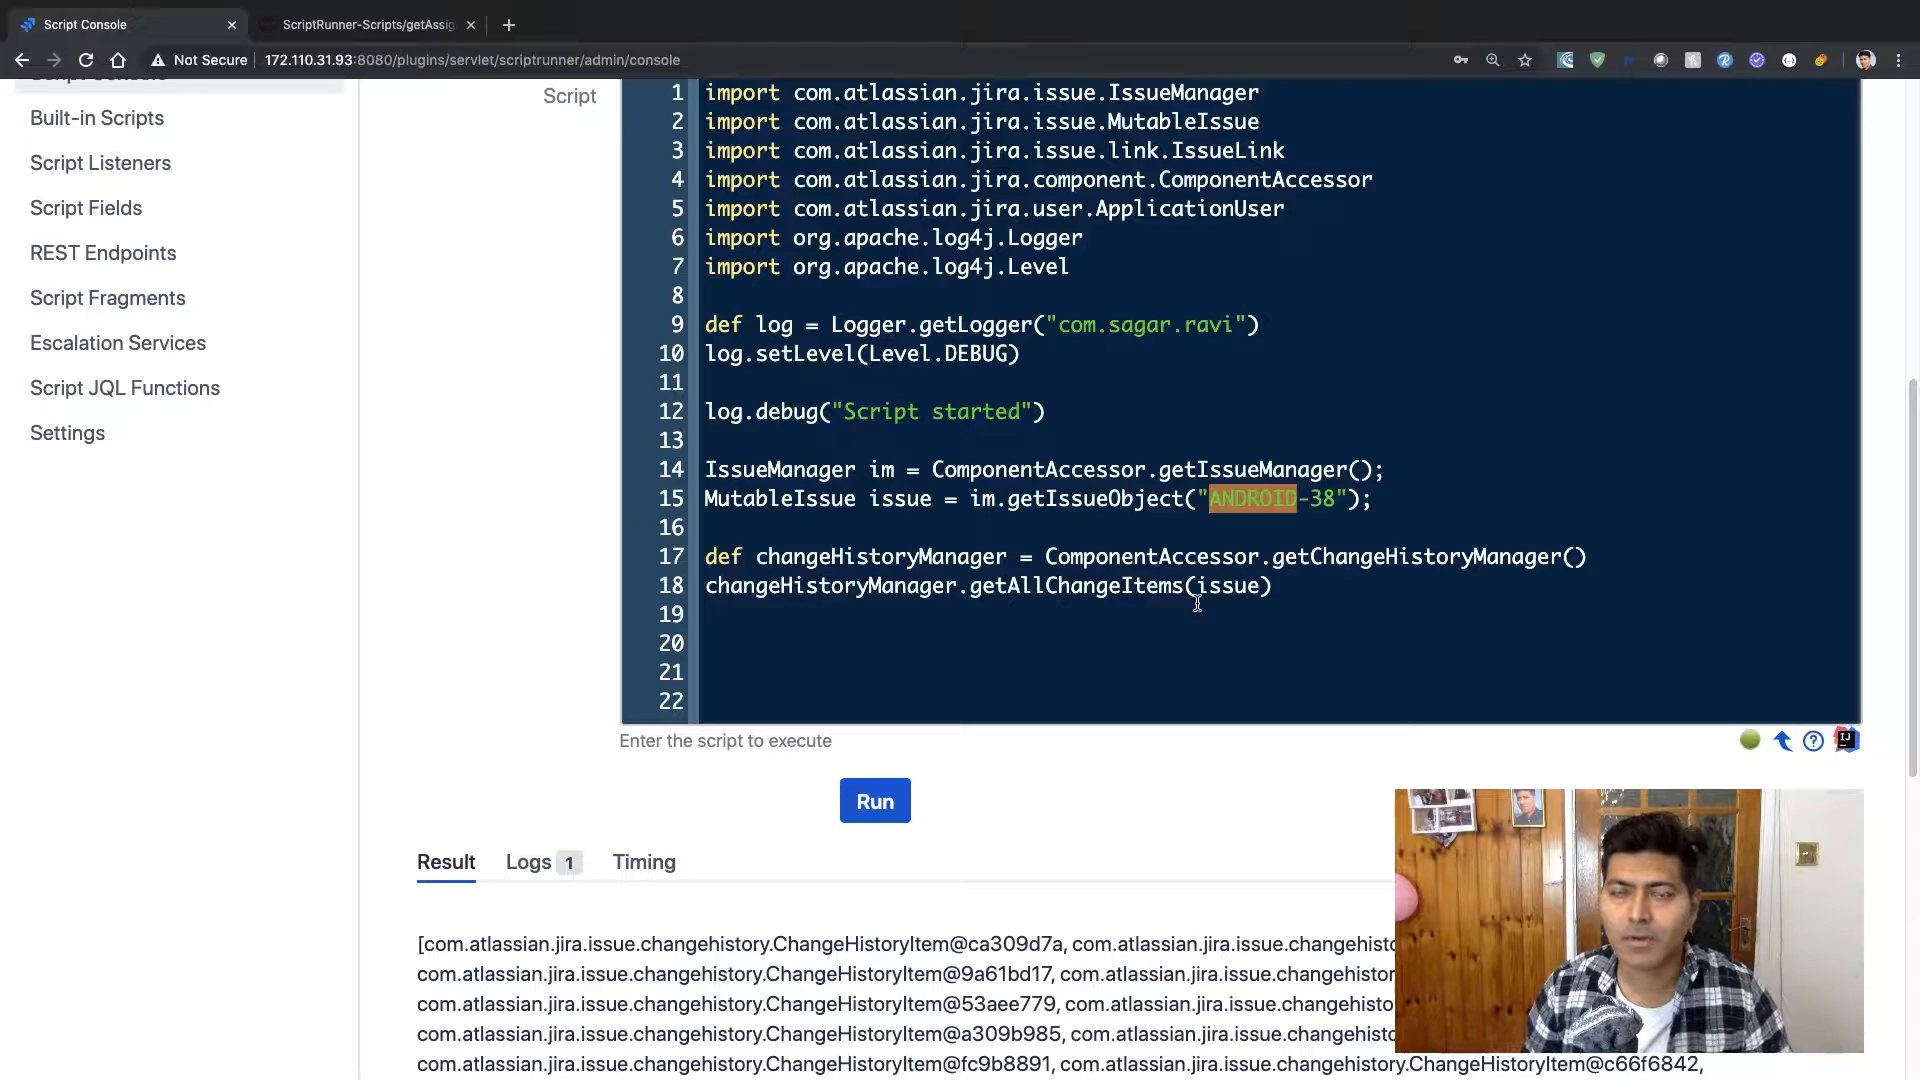 Script Console
ScriptRunner-Scripts/getAssig
Not Secure
172.110.31.93:8080/plugins/servlet/scriptrunner/admin/console
Built-in Scripts
Script Listeners
Script Fields
REST Endpoints
Script Fragments
Escalation Services
Script JQL Functions
Settings
Script
1 import com.atlassian.jira.issue.IssueManager
2 import com.atlassian.jira.issue.MutableIssue
3 import com.atlassian.jira.issue.link.IssueLink
4 import com.atlassian.jira.component.ComponentAccessor
5 import com.atlassian.jira.user.ApplicationUser
6 import org.apache.log4j.Logger
7 import org.apache.log4j.Level
8
9 def log = Logger.getLogger("com.sagar.ravi")
10 log.setLevel(Level.DEBUG)
11
12 log.debug("Script started")
13
14 IssueManager im = ComponentAccessor.getIssueManager();
15 MutableIssue issue = im.getIssueObject("ANDROID-38");
16
17 def changeHistoryManager = ComponentAccessor.getChangeHistoryManager()
18 changeHistoryManager.getAllChangeItems(issue)
19
20
21
22
Enter the script to execute
IJ
Run
Result Logs 1 Timing
[com.atlassian.jira.issue.changehistory.ChangeHistoryItem@ca309d7a, com.atlassian.jira.issue.changehistc
com.atlassian.jira.issue.changehistory.ChangeHistoryItem@9a61bd17, com.atlassian.jira.issue.changehistor
com.atlassian.jira.issue.changehistory.ChangeHistoryItem@53aee779, com.atlassian.jira.issue.changehisto
com.atlassian.jira.issue.changehistory.ChangeHistoryItem@a309b985, com.atlassian.jira.issue.changehisto
com.atlassian.jira.issue.changehistory.ChangeHistoryItem@fc9b8891, com.atlassian.jira.issue.changehistory.ChangeHistoryItem@c66f6842,